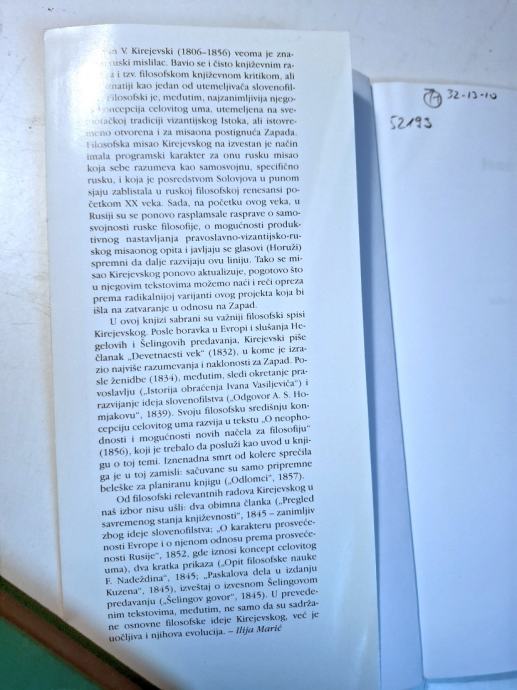 V. Kirejevski (1806–1856) veoma je zna-
ruski mislilac. Bavio se i čisto književnim ra-
i tzv. filosofskom književnom kritikom, ali
kao jedan od utemeljivača slovenofil-
Filosofski je, međutim, najzanimljivija njego-
koncepcija celovitog uma, utemeljena na sve-
tradiciji vizantijskog Istoka, ali istovre-
meno otvorena i za misaona postignuća Zapada.
Filosofska misao Kirejevskog na izvestan je način
imala programski karakter za onu rusku misao
koja sebe razumeva kao samosvojnu, specifično
rusku, i koja je posredstvom Solovjova u punom
sjaju zablistala u ruskoj filosofskoj renesansi po-
četkom XX veka. Sada, na početku ovog veka, u
Rusiji su se ponovo rasplamsale rasprave o samo-
svojnosti ruske filosofije, o mogućnosti produk-
tivnog nastavljanja pravoslavno-vizantijsko-ru-
skog misaonog opita i javljaju se glasovi (Horuži)
spremni da dalje razvijaju ovu liniju. Tako se mi-
sao Kirejevskog ponovo aktualizuje, pogotovo što
u njegovim tekstovima možemo naći i reči opreza
prema radikalnijoj varijanti ovog projekta koja bi
išla na zatvaranje u odnosu na Zapad.
U ovoj knjizi sabrani su važniji filosofski spisi
Kirejevskog. Posle boravka u Evropi i slušanja He-
gelovih i Šelingovih predavanja, Kirejevski piše
članak „Devetnaesti vek“ (1832), u kome je izra-
zio najviše razumevanja i naklonosti za Zapad. Po-
sle ženidbe (1834), međutim, sledi okretanje pra-
voslavlju („Istorija obraćenja Ivana Vasiljeviča“) i
razvijanje ideja slovenofilstva („Odgovor A. S. Ho-
mjakovu“, 1839). Svoju filosofsku središnju kon-
cepciju celovitog uma razvija u tekstu „O neophod-
nosti i mogućnosti novih načela za filosofiju“
(1856), koji je trebalo da posluži kao uvod u knji-
gu o toj temi. Iznenadna smrt od kolere sprečila
ga je u toj zamisli: sačuvane su samo pripremne
beleške za planiranu knjigu („Odlomci“, 1857).
Od filosofski relevantnih radova Kirejevskog u
naš izbor nisu ušli: dva obimna članka („Pregled
savremenog stanja književnosti“, 1845 – zanimljiv
zbog ideje slovenofilstva; „O karakteru prosveće-
nosti Evrope i o njenom odnosu prema prosveće-
nosti Rusije“, 1852, gde iznosi koncept celovitog
uma), dva kratka prikaza („Opit filosofske nauke
F. Nadeždina“, 1845; „Paskalova dela u izdanju
Kuzena“, 1845), izveštaj o izvesnom Šelingovom
predavanju („Šelingov govor“, 1845). U prevede-
nim tekstovima, međutim, ne samo da su sadrža-
ne osnovne filosofske ideje Kirejevskog, već je
uočljiva i njihova evolucija. – Ilija Marić
32-13-10
52193